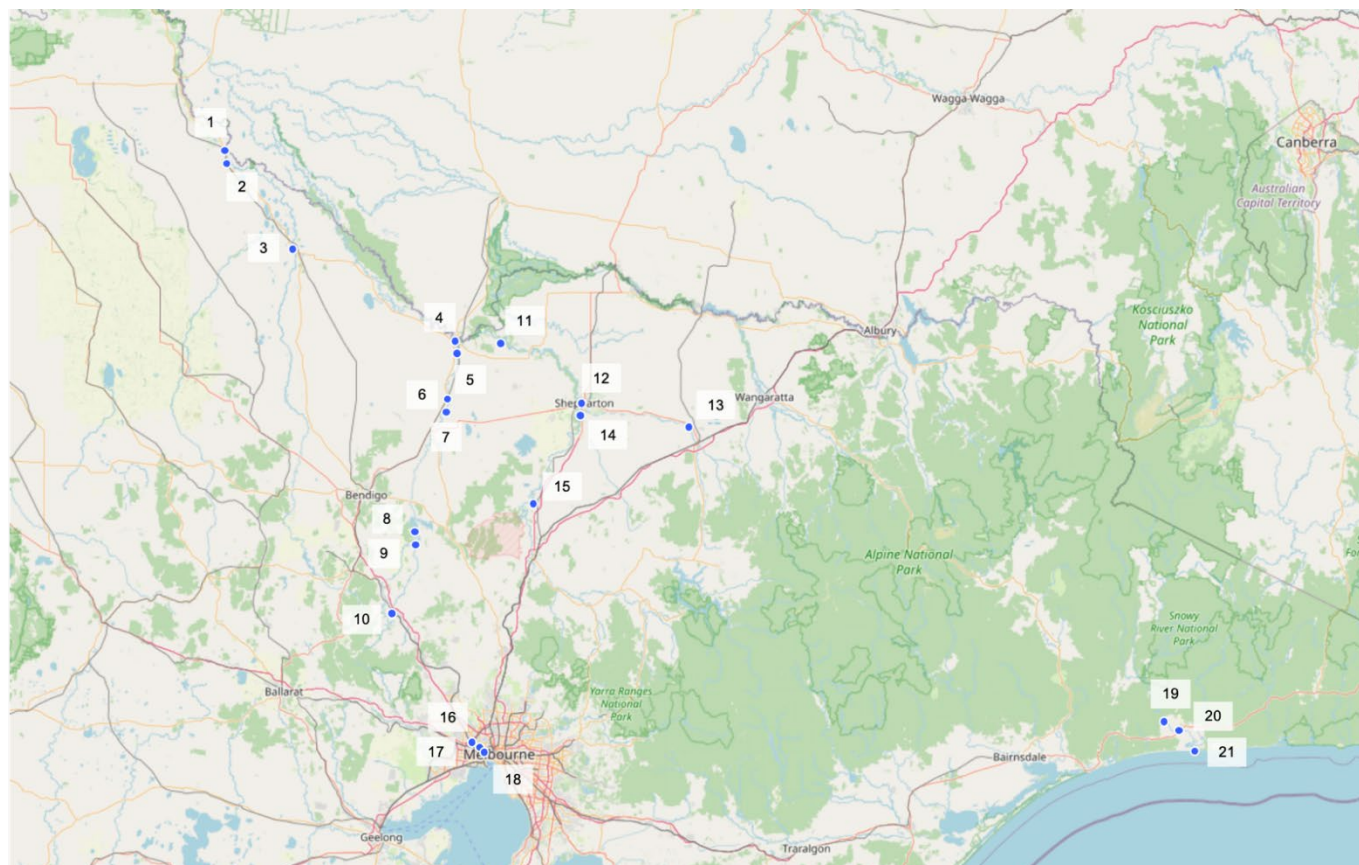 Wagga Wagga
1
Canberra
2
Australian
Capital Territory
3
Kosciuszko
National
Park
4
11
Albury
5
12
6
Shepparton
13
Wangaratta
7
14
15
Bendigo
8
9
Alpine National
Park
10
Snowy
River National
Park
Ballarat
Yarra Ranges
National
Park
16
19
20
17
Melbourne
21
Bairnsdale
18
Geelong
Traralgon